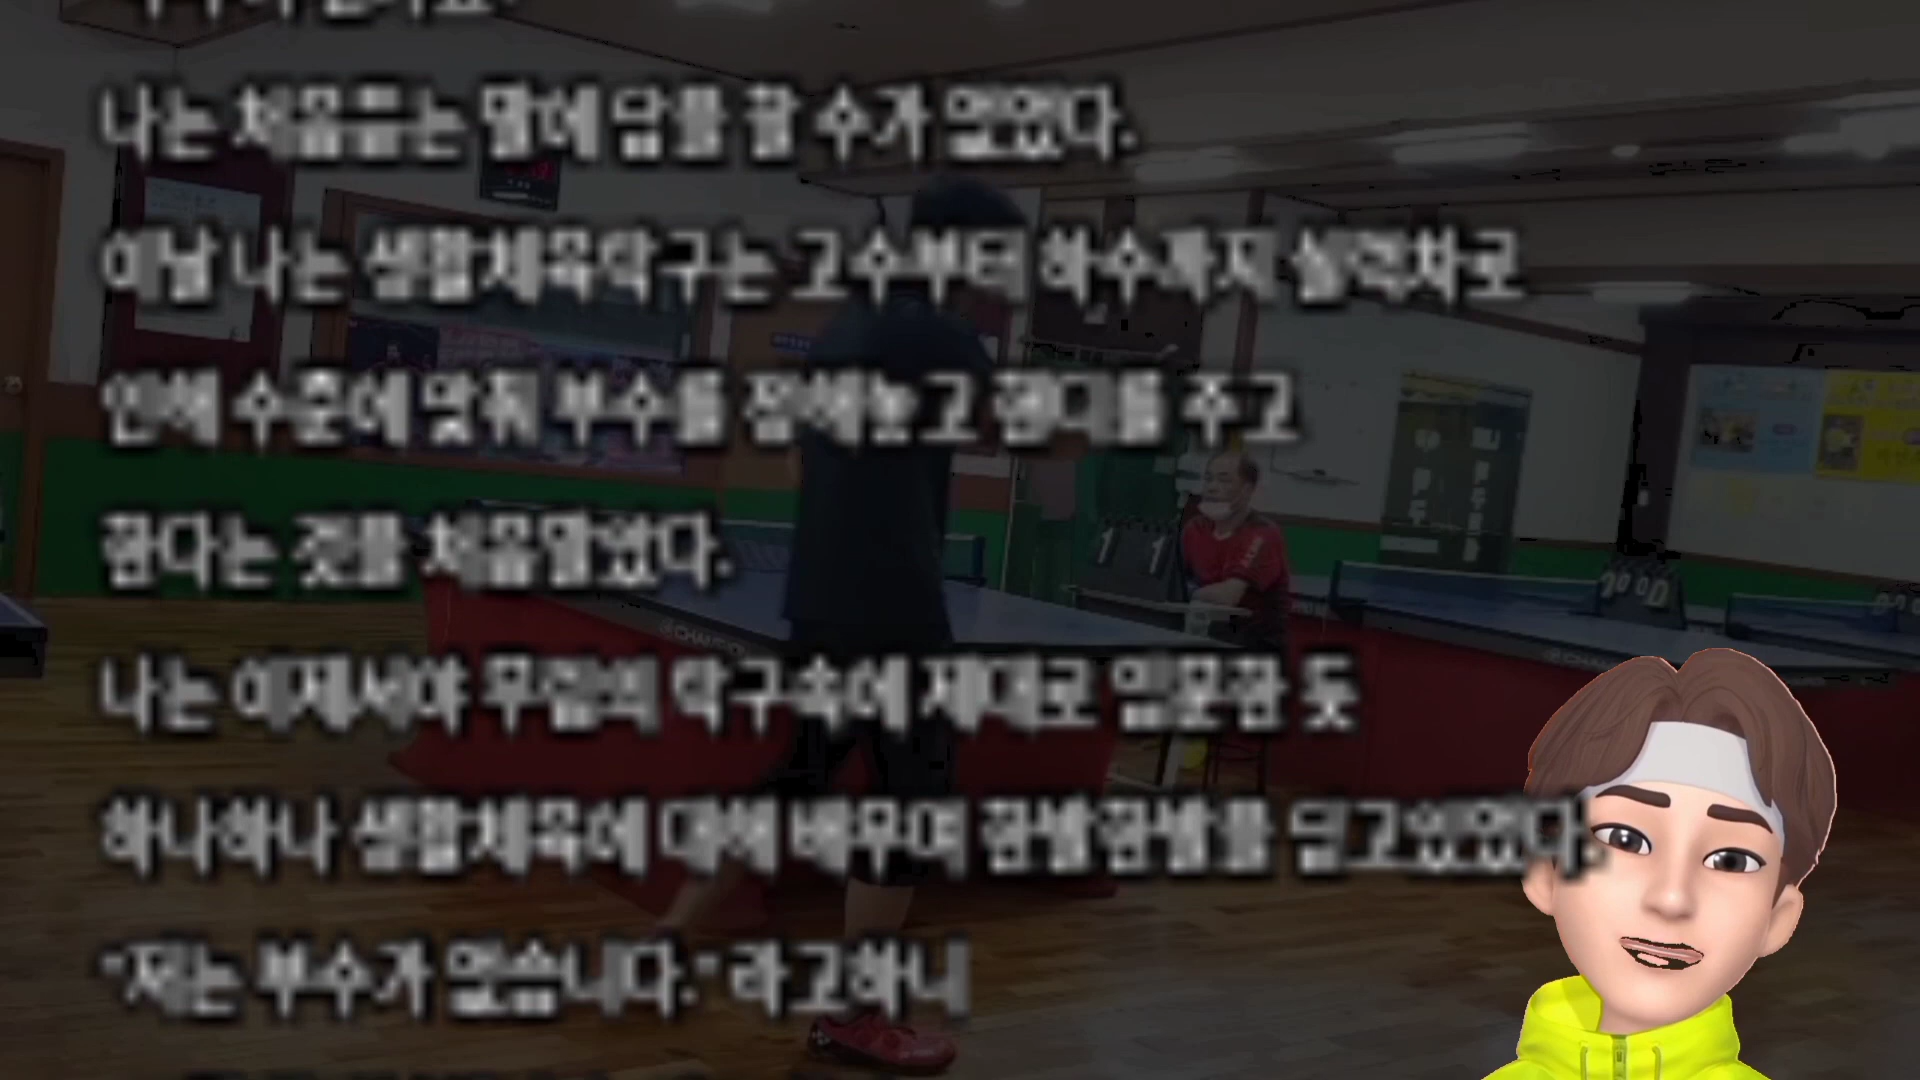 나는 처음듣는 말에 답을 할 수가 없었다.
이날 나는 생활체육탁구는 고수부터 하수까지 실력차로
인해 수준에 맞춰 부수를 정해놓고 핸디를 주고
한다는 것을 처음알았다.
나는 이제서야 무림의 탁구속에 제대로 입문한 듯
하나하나 생활체육에 대해 배우며 한발한발을 딛고있었다.
"저는 부수가 없습니다." 라고하니